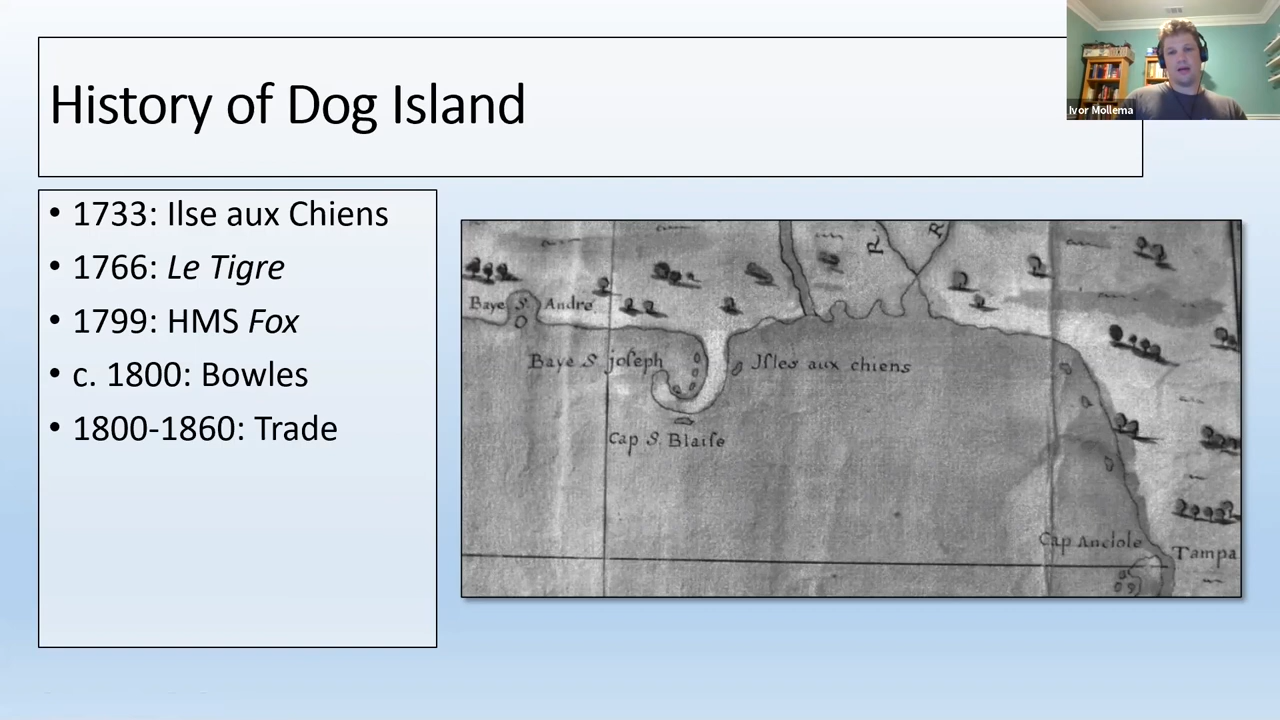 History of Dog Island
Ivor Mollema
• 1733: Ilse aux Chiens
• 1766: Le Tigre
• 1799: HMS Fox
• c. 1800: Bowles
• 1800-1860: Trade
R.
R
Baye S. Andre
Baye S. joſeph
Iſles aux chiens
Cap S. Blaiſe
Cap Anclole
Tampa